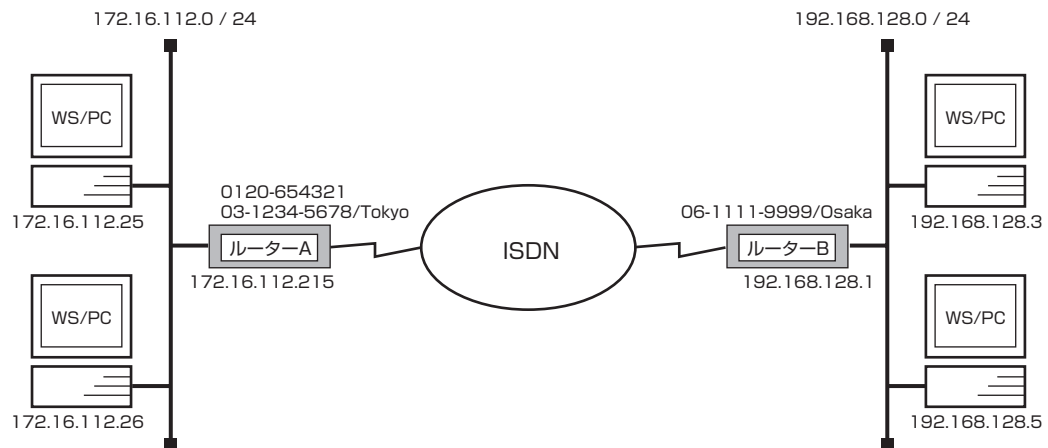 172.16.112.0 / 24
192.168.128.0 / 24
WS/PC
WS/PC
172.16.112.25
0120-654321
03-1234-5678/Tokyo
06-1111-9999/Osaka
192.168.128.3
ルーターA
ISDN
ルーターB
172.16.112.215
192.168.128.1
WS/PC
WS/PC
172.16.112.26
192.168.128.5